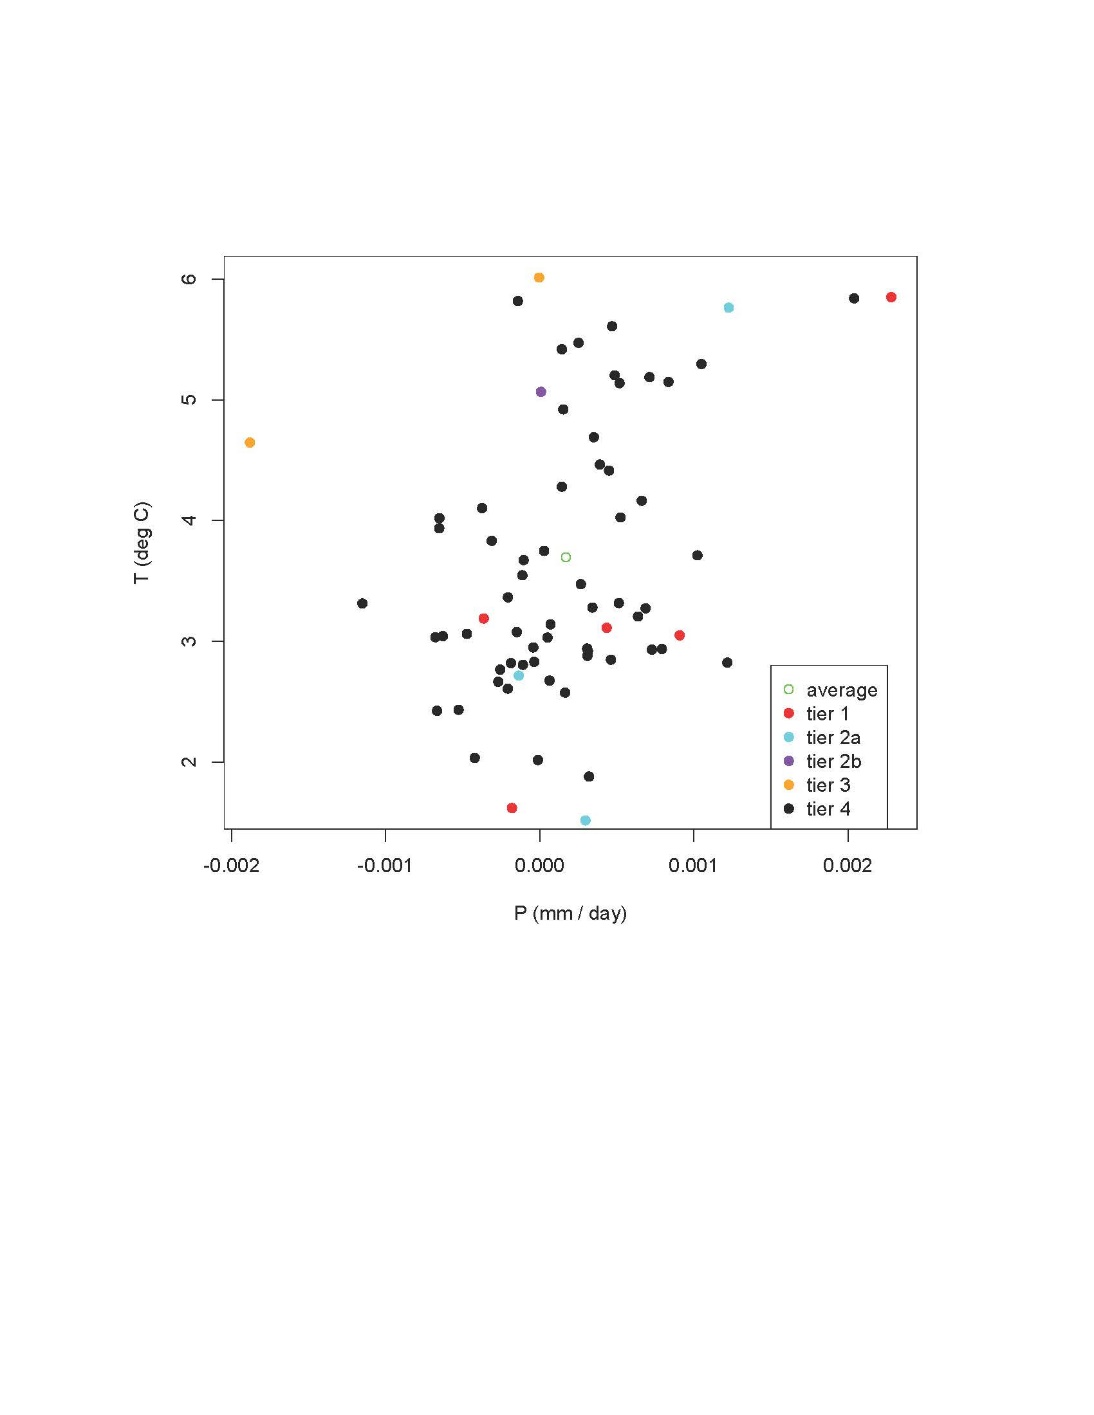 6
5
4
3
2
T (deg C)
average
tier 1
tier 2a
tier 2b
tier 3
tier 4
-0.002 -0.001 0.000 0.001 0.002
P (mm / day)